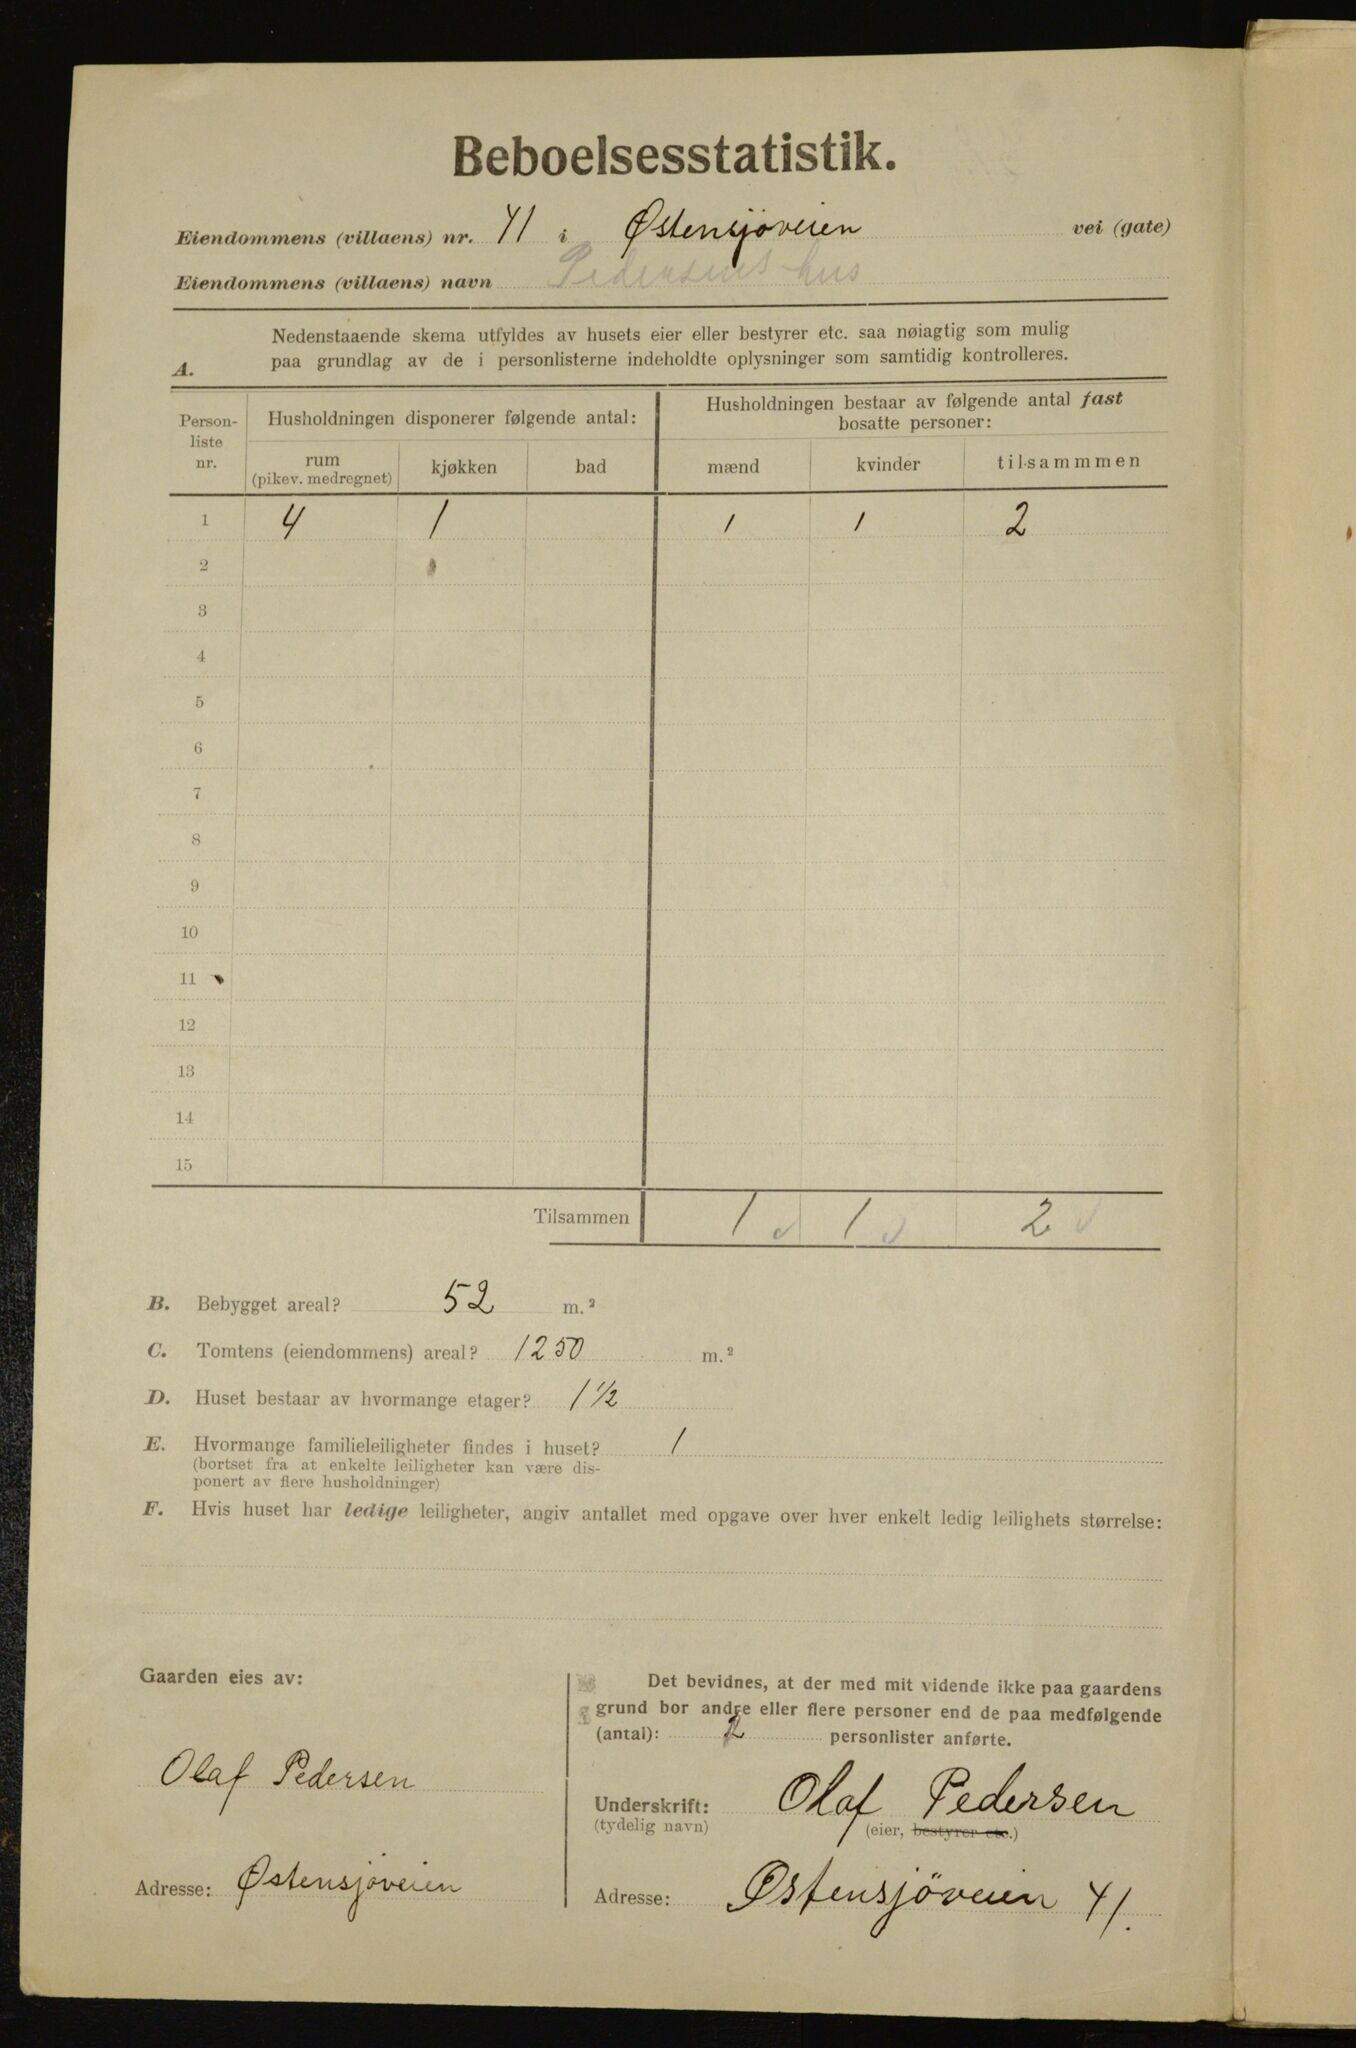 Beboelsesstatistik.
Eiendommens (villaens) nr. 41 i Østensjöveien vei (gate)
Eiendommens (villaens) navn Pedersens hus
A. Nedenstaaende skema utfyldes av husets eier eller bestyrer etc. saa nøiagtig som mulig
paa grundlag av de i personlisterne indeholdte oplysninger som samtidig kontrolleres.
Person-
liste
nr.
Husholdningen disponerer følgende antal:
Husholdningen bestaar av følgende antal fast
bosatte personer:
rum
(pikev. medregnet)
kjøkken
bad
mænd
kvinder
tilsammmen
1 4 1 1 1 2
2
3
4
5
6
7
8
9
10
11
12
13
14
15
Tilsammen 1 1 2
B. Bebygget areal? 52 m.²
C. Tomtens (eiendommens) areal? 1250 m.²
D. Huset bestaar av hvormange etager? 1 1/2
E. Hvormange familieleiligheter findes i huset? 1
(bortset fra at enkelte leiligheter kan være dis-
ponert av flere husholdninger)
F. Hvis huset har ledige leiligheter, angiv antallet med opgave over hver enkelt ledig leilighets størrelse:
Gaarden eies av:
Olaf Pedersen
Adresse: Østensjöveien
Det bevidnes, at der med mit vidende ikke paa gaardens
grund bor andre eller flere personer end de paa medfølgende
(antal): 2 personlister anførte.
Underskrift: Olaf Pedersen
(tydelig navn) (eier, bestyrer etc.)
Adresse: Østensjöveien 41.